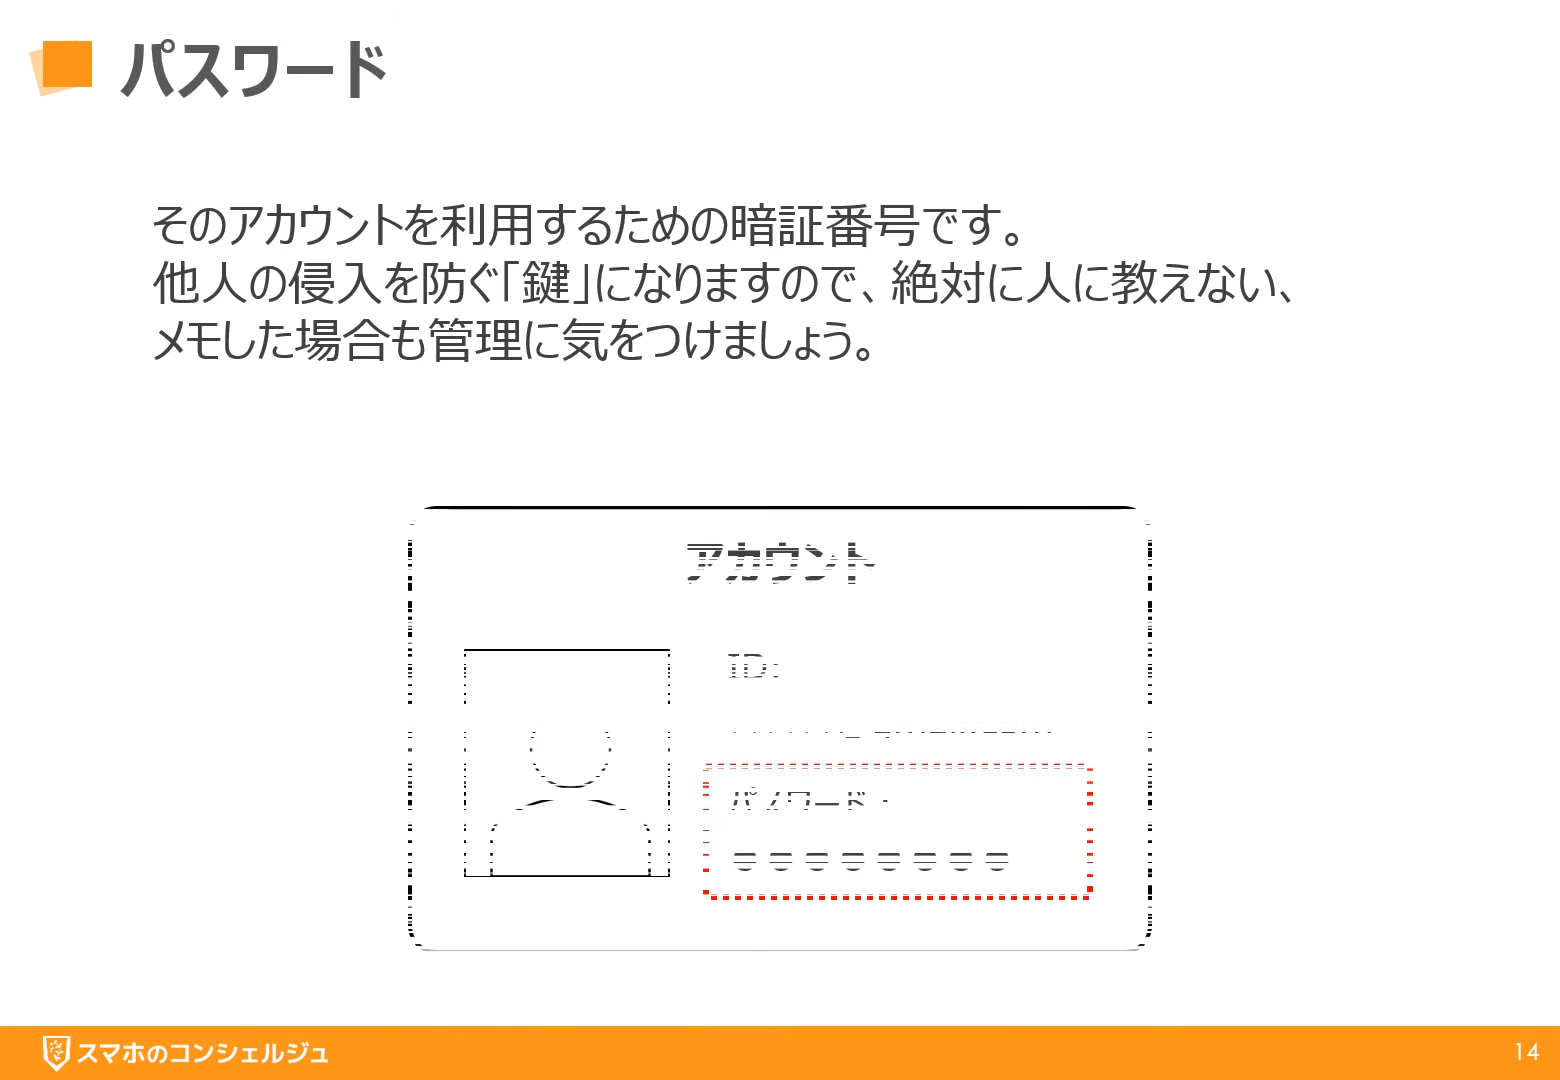 パスワード
そのアカウントを利用するための暗証番号です。
他人の侵入を防ぐ「鍵」になりますので、絶対に人に教えない、
メモした場合も管理に気をつけましょう。
アカウント
ID:
パスワード：
●●●●●●●●
スマホのコンシェルジュ
14